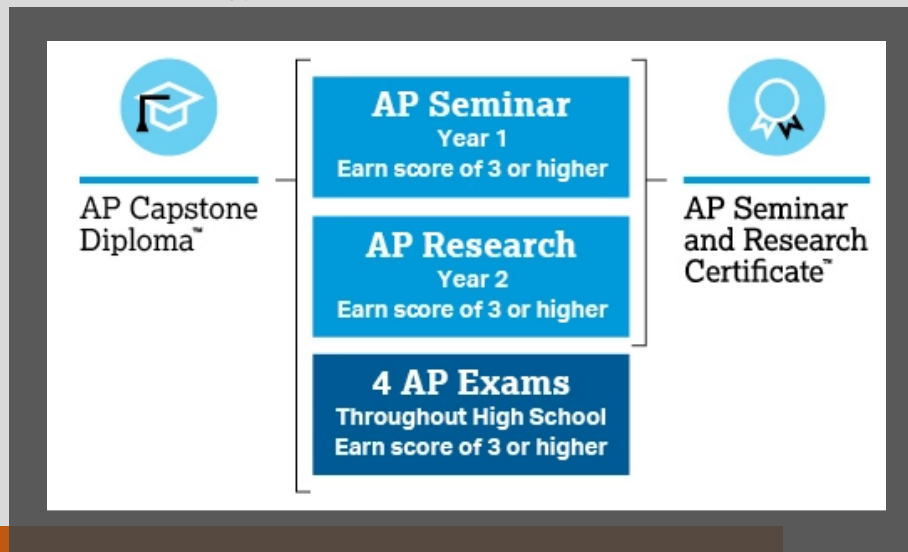 AP Capstone
Diploma™
AP Seminar
Year 1
Earn score of 3 or higher
AP Research
Year 2
Earn score of 3 or higher
4 AP Exams
Throughout High School
Earn score of 3 or higher
AP Seminar
and Research
Certificate™